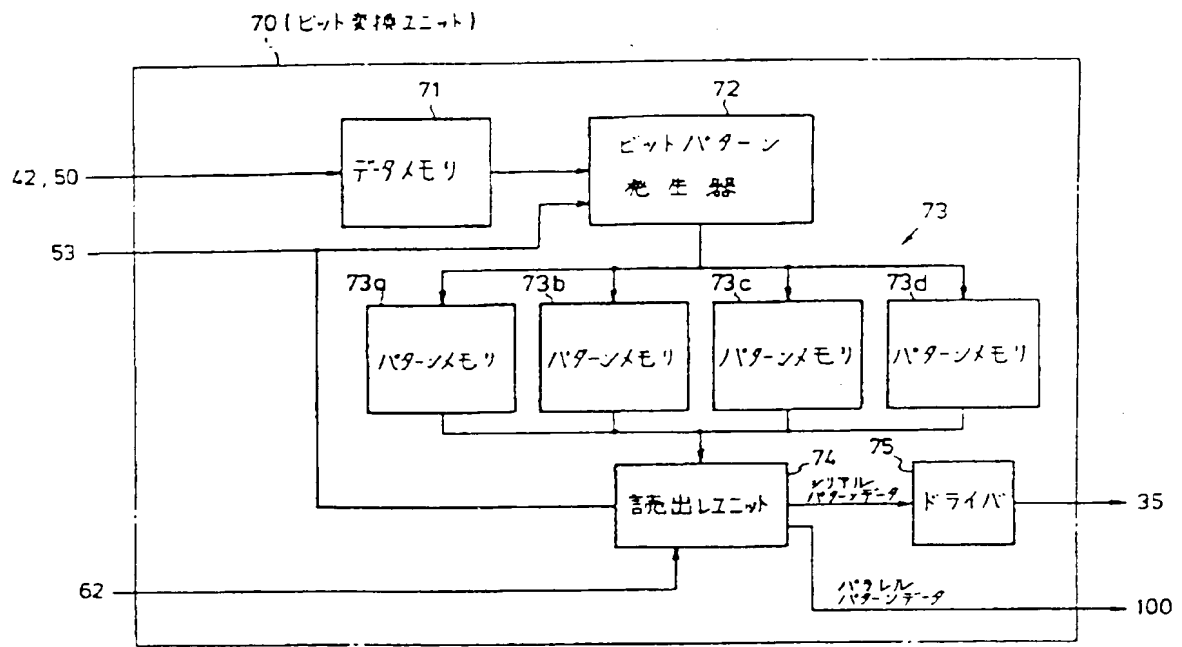 70(ビット変換ユニット)
71
72
データメモリ
ビットパターン
発生器
42,50
53
73
73a
73b
73c
73d
パターンメモリ
パターンメモリ
パターンメモリ
パターンメモリ
74
75
読出しユニット
シリアル
パターンデータ
ドライバ
35
62
パラレル
パターンデータ
100